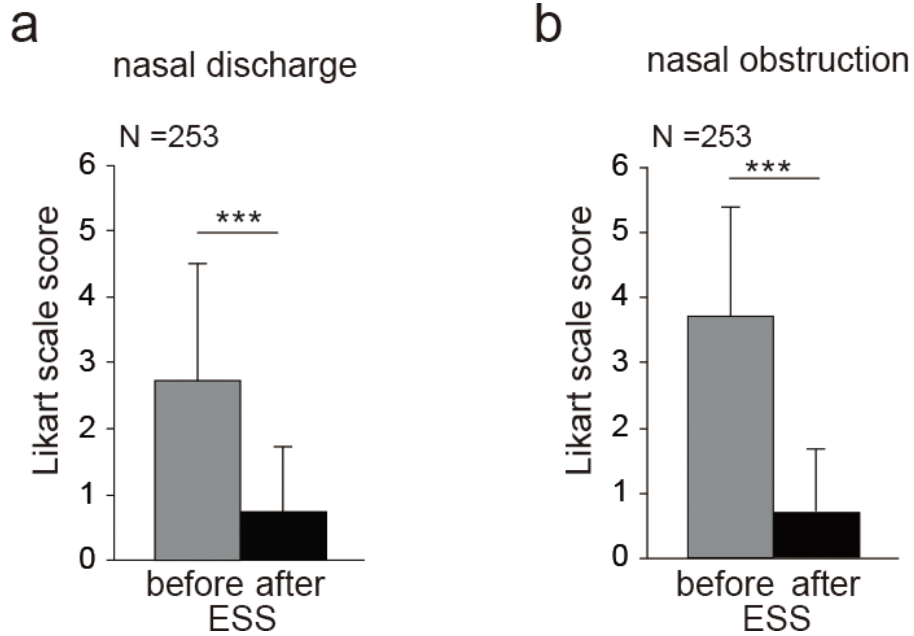 a
nasal discharge
N =253
***
6
5
4
3
2
1
0
Likart scale score
before after
ESS
b
nasal obstruction
N =253
***
6
5
4
3
2
1
0
Likart scale score
before after
ESS